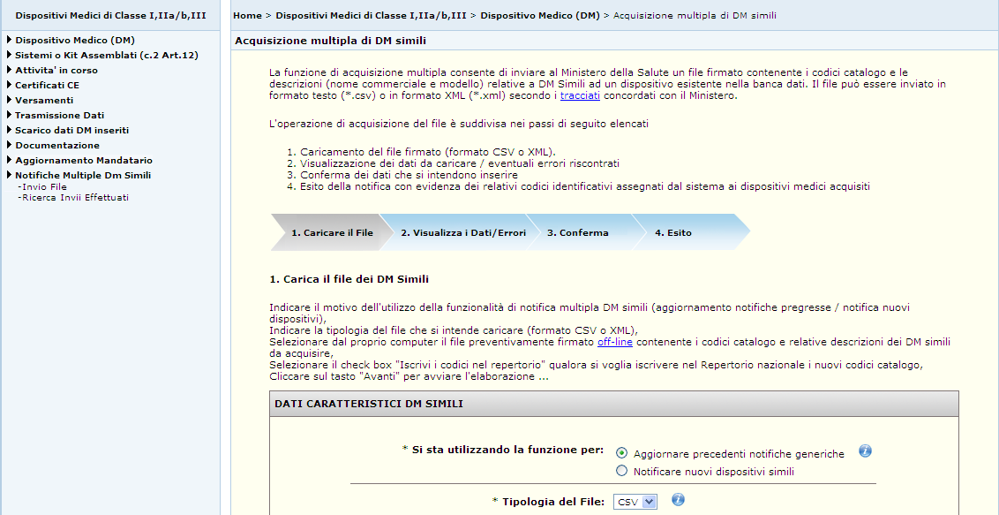 Dispositivi Medici di Classe I,IIa/b,III
Dispositivo Medico (DM)
Sistemi o Kit Assemblati (c.2 Art.12)
Attivita' in corso
Certificati CE
Versamenti
Trasmissione Dati
Scarico dati DM inseriti
Documentazione
Aggiornamento Mandatario
Notifiche Multiple Dm Simili
-Invio File
-Ricerca Invii Effettuati
Home > Dispositivi Medici di Classe I,IIa/b,III > Dispositivo Medico (DM) > Acquisizione multipla di DM simili
Acquisizione multipla di DM simili
La funzione di acquisizione multipla consente di inviare al Ministero della Salute un file firmato contenente i codici catalogo e le
descrizioni (nome commerciale e modello) relative a DM Simili ad un dispositivo esistente nella banca dati. Il file può essere inviato in
formato testo (*.csv) o in formato XML (*.xml) secondo i tracciati concordati con il Ministero.
L'operazione di acquisizione del file è suddivisa nei passi di seguito elencati
1. Caricamento del file firmato (formato CSV o XML).
2. Visualizzazione dei dati da caricare / eventuali errori riscontrati
3. Conferma dei dati che si intendono inserire
4. Esito della notifica con evidenza dei relativi codici identificativi assegnati dal sistema ai dispositivi medici acquisiti
1. Caricare il File 2. Visualizza i Dati/Errori 3. Conferma 4. Esito
1. Carica il file dei DM Simili
Indicare il motivo dell'utilizzo della funzionalità di notifica multipla DM simili (aggiornamento notifiche pregresse / notifica nuovi
dispositivi),
Indicare la tipologia del file che si intende caricare (formato CSV o XML),
Selezionare dal proprio computer il file preventivamente firmato off-line contenente i codici catalogo e relative descrizioni dei DM simili
da acquisire,
Selezionare il check box "Iscrivi i codici nel repertorio" qualora si voglia iscrivere nel Repertorio nazionale i nuovi codici catalogo,
Cliccare sul tasto "Avanti" per avviare l'elaborazione ...
DATI CARATTERISTICI DM SIMILI
* Si sta utilizzando la funzione per: Aggiornare precedenti notifiche generiche
Notificare nuovi dispositivi simili
* Tipologia del File: CSV